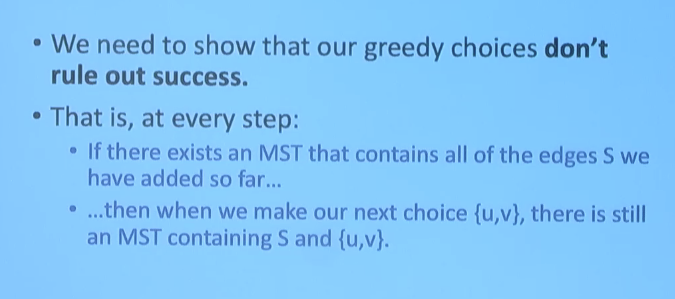 • We need to show that our greedy choices don't
rule out success.
• That is, at every step:
• If there exists an MST that contains all of the edges S we
have added so far...
• ...then when we make our next choice {u,v}, there is still
an MST containing S and {u,v}.